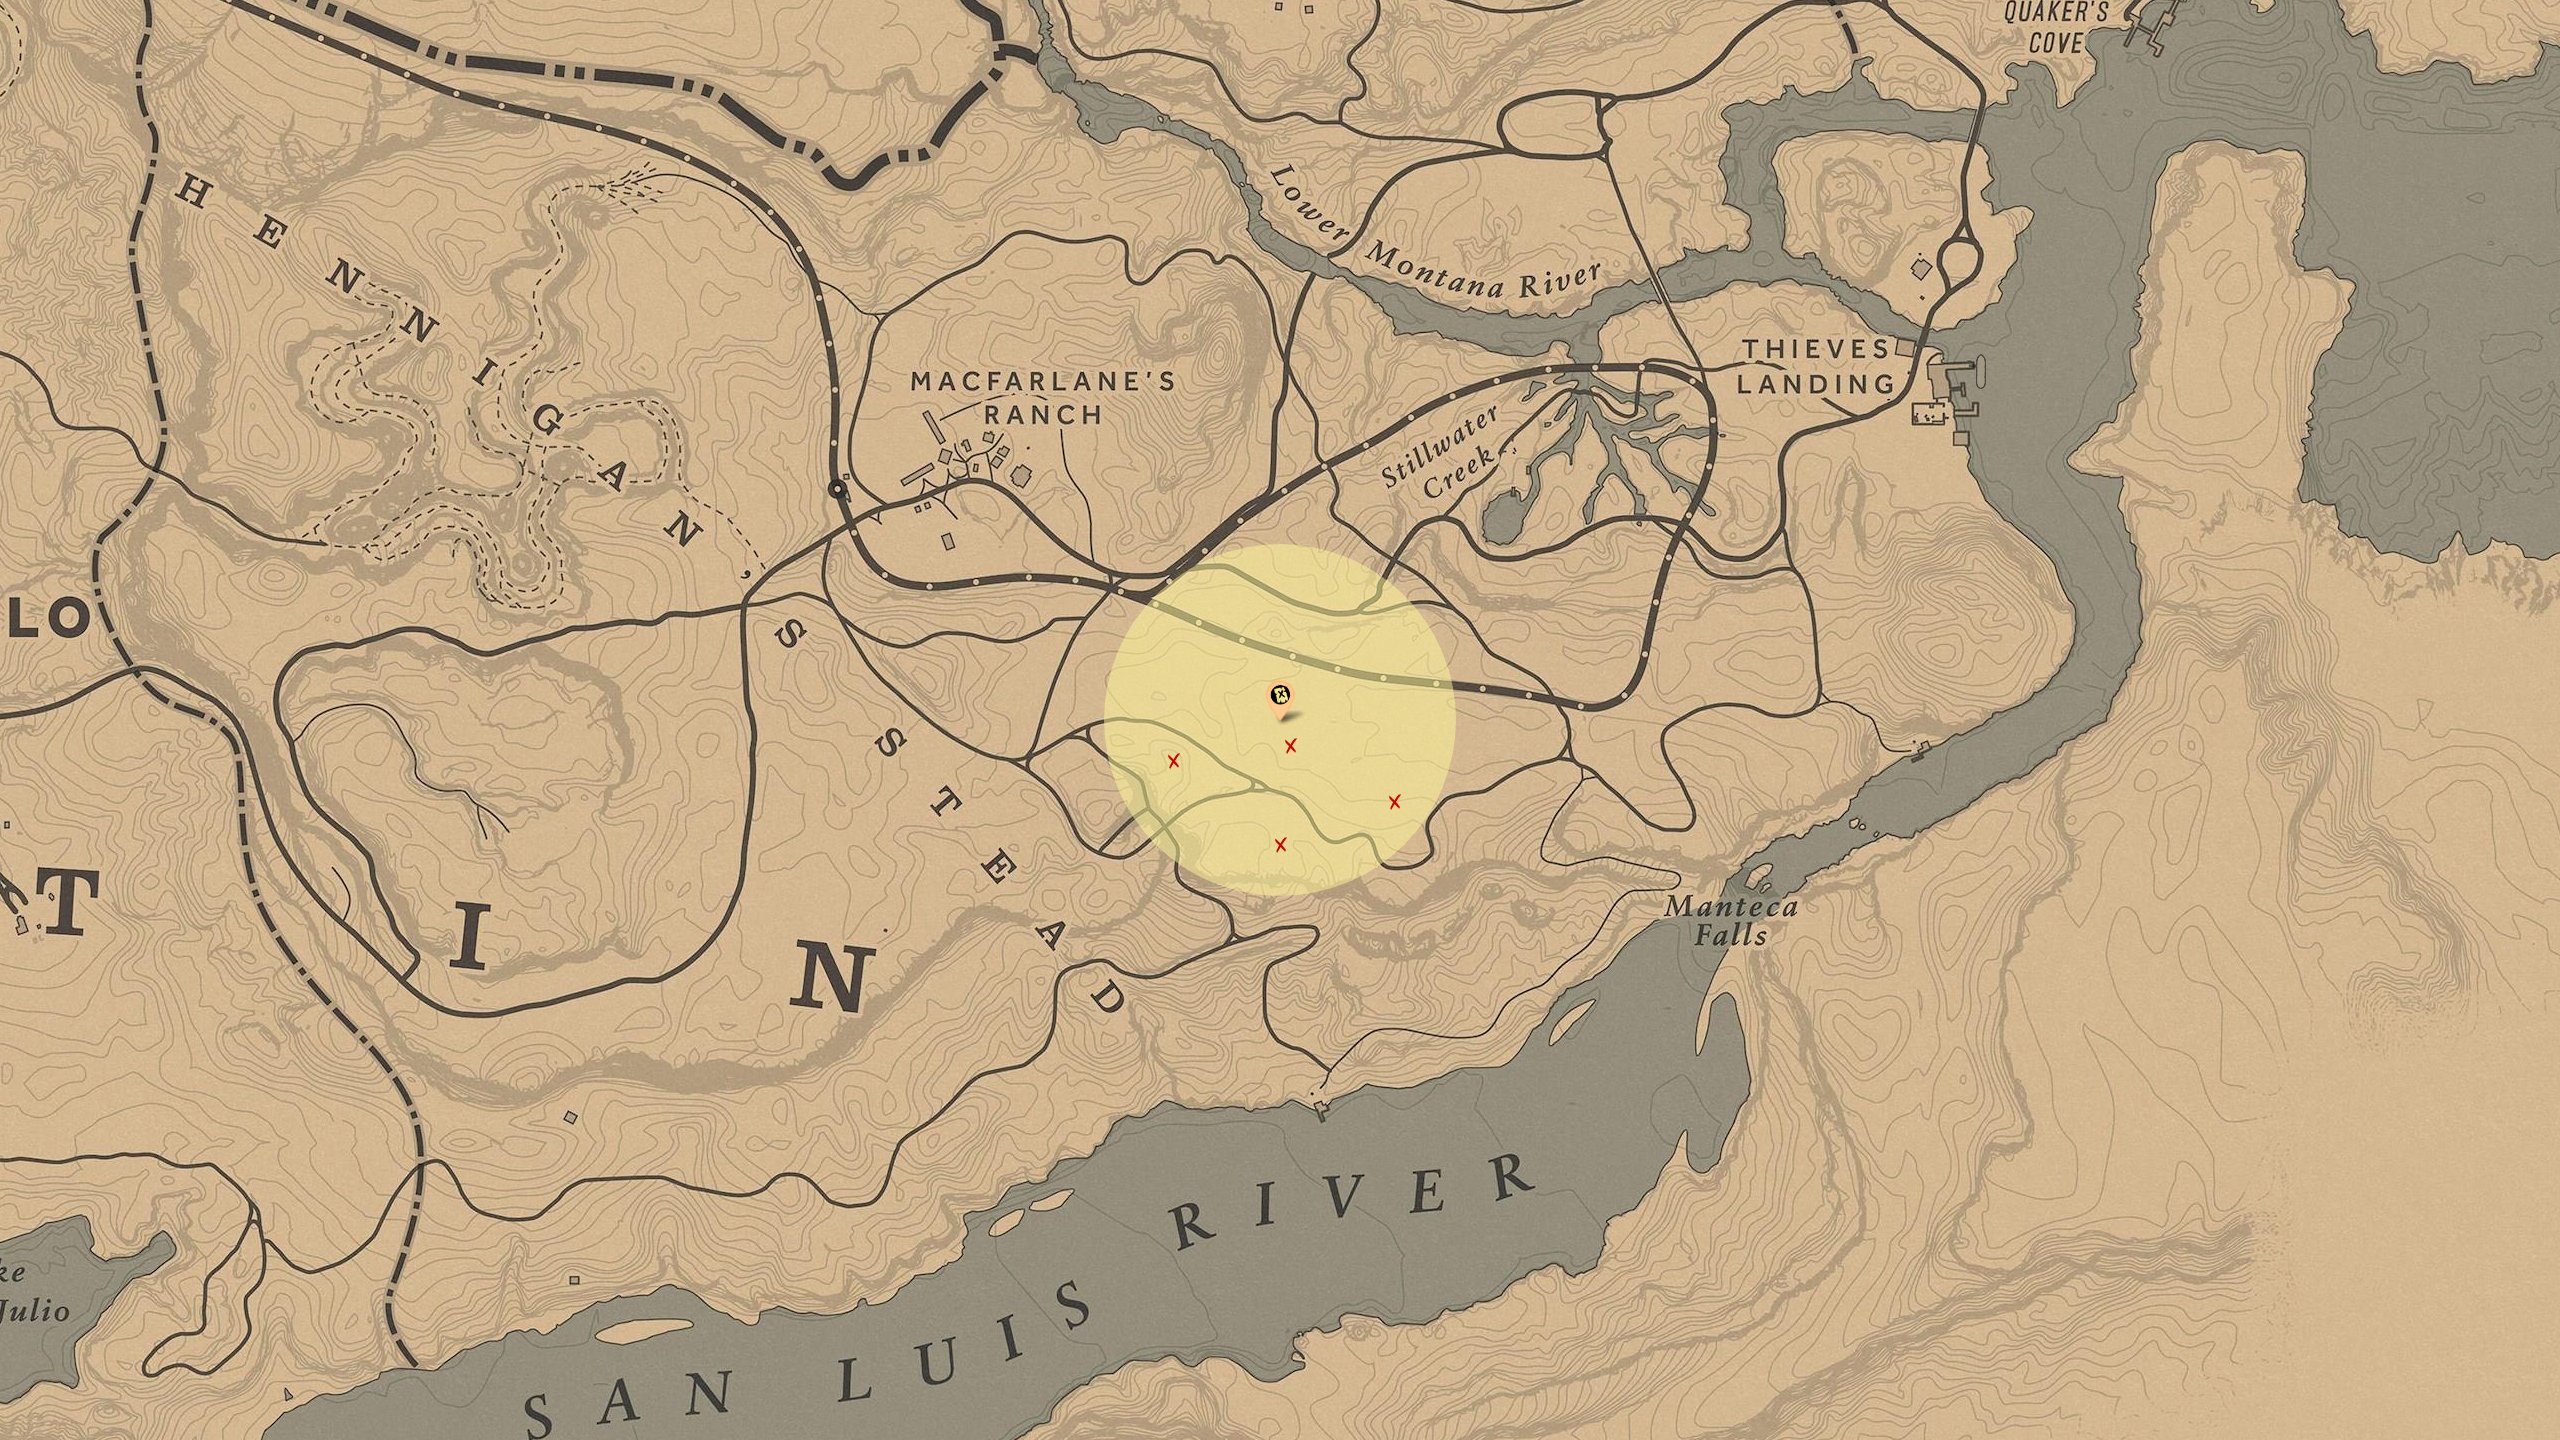 QUAKER'S
COVE
HENNIGAN'S STEAD
Lower Montana River
MACFARLANE'S
RANCH
THIEVES
LANDING
Stillwater
Creek
LO
T I N
Manteca
Falls
SAN LUIS RIVER
ke
Julio